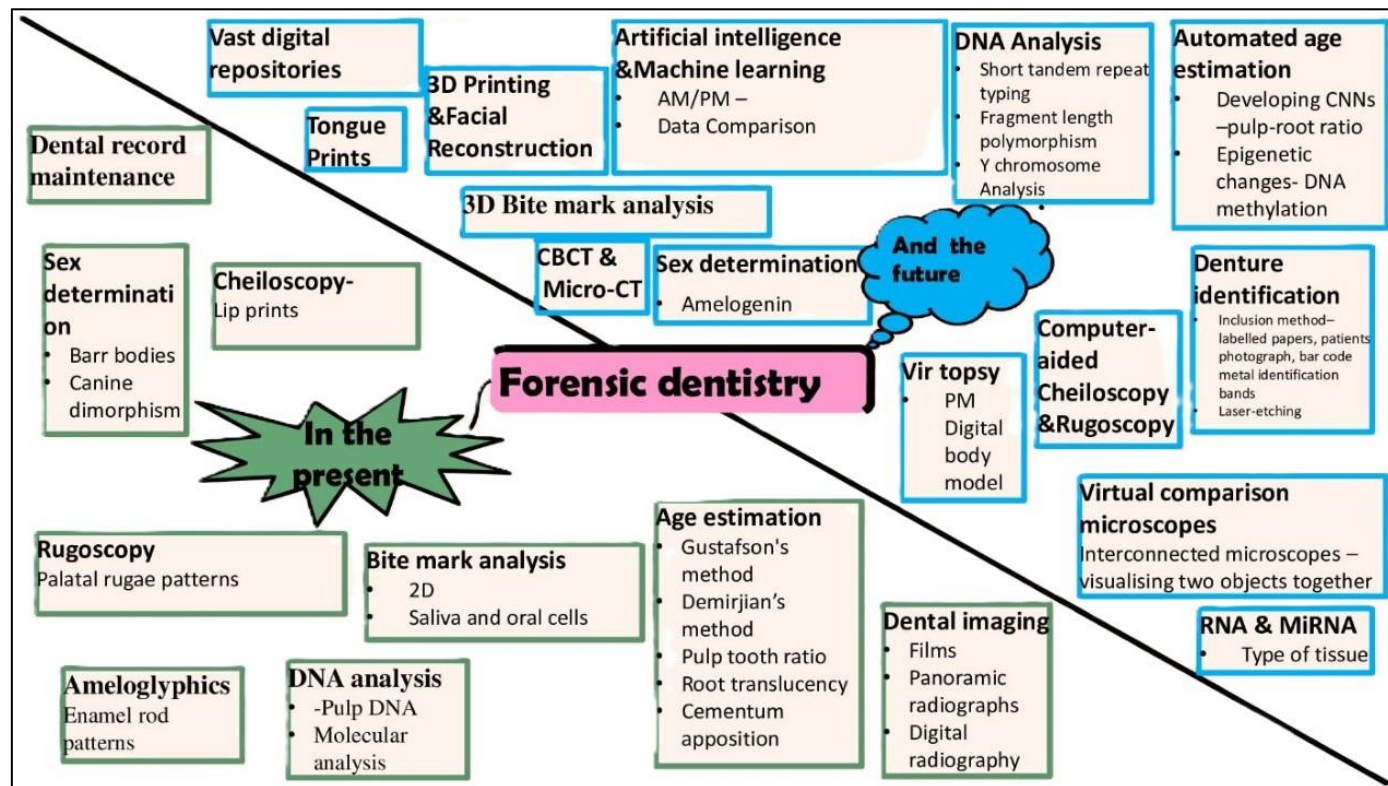 Vast digital
repositories
Tongue
Prints
3D Printing
&Facial
Reconstruction
Artificial intelligence
&Machine learning
• AM/PM –
• Data Comparison
DNA Analysis
• Short tandem repeat
typing
• Fragment length
polymorphism
• Y chromosome
Analysis
Automated age
estimation
• Developing CNNs
–pulp-root ratio
• Epigenetic
changes- DNA
methylation
Dental record
maintenance
3D Bite mark analysis
CBCT &
Micro-CT
Sex determination
• Amelogenin
And the
future
Denture
identification
• Inclusion method–
labelled papers, patients
photograph, bar code
metal identification
bands
• Laser-etching
Sex
determinati
on
• Barr bodies
• Canine
dimorphism
Cheiloscopy-
Lip prints
Forensic dentistry
Vir topsy
• PM
Digital
body
model
Computer-
aided
Cheiloscopy
&Rugoscopy
In the
present
Virtual comparison
microscopes
Interconnected microscopes –
visualising two objects together
RNA & MiRNA
• Type of tissue
Rugoscopy
Palatal rugae patterns
Bite mark analysis
• 2D
• Saliva and oral cells
Age estimation
• Gustafson's
method
• Demirjian’s
method
• Pulp tooth ratio
• Root translucency
• Cementum
apposition
Dental imaging
• Films
• Panoramic
radiographs
• Digital
radiography
Ameloglyphics
Enamel rod
patterns
DNA analysis
• -Pulp DNA
• Molecular
analysis